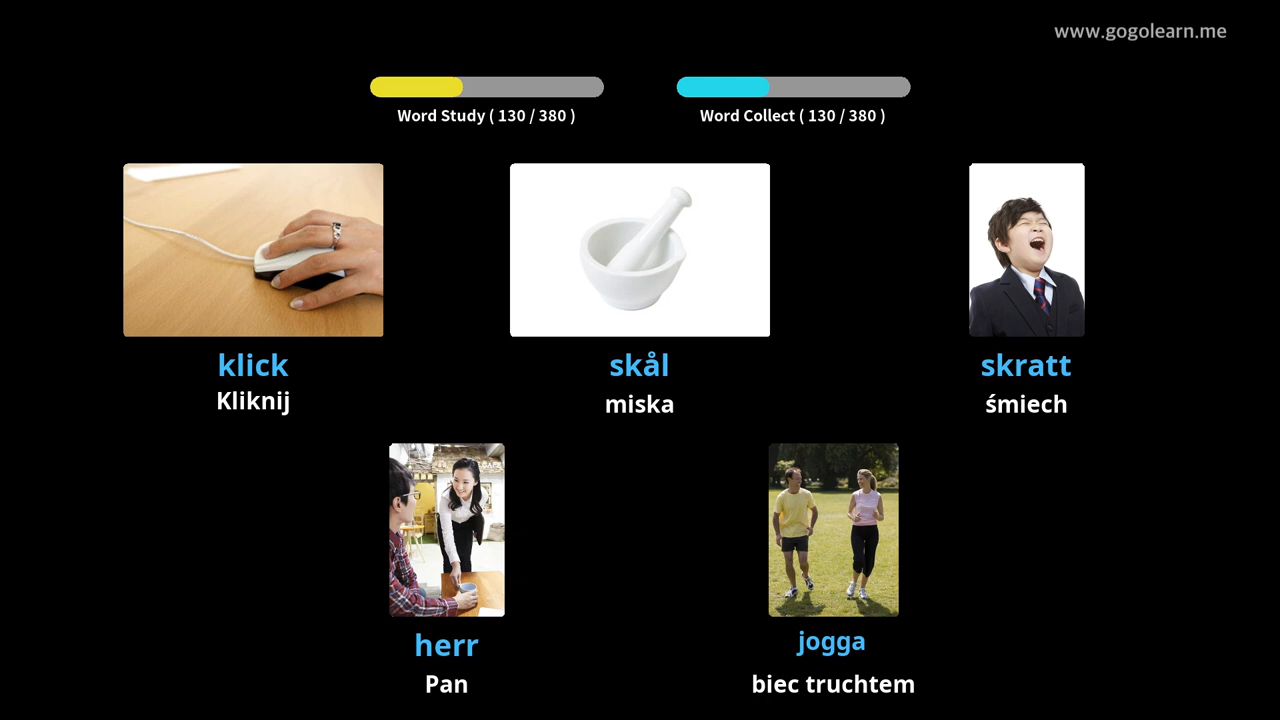 www.gogolearn.me
Word Study ( 130 / 380 )
Word Collect ( 130 / 380 )
klick
Kliknij
skål
miska
skratt
śmiech
herr
Pan
jogga
biec truchtem